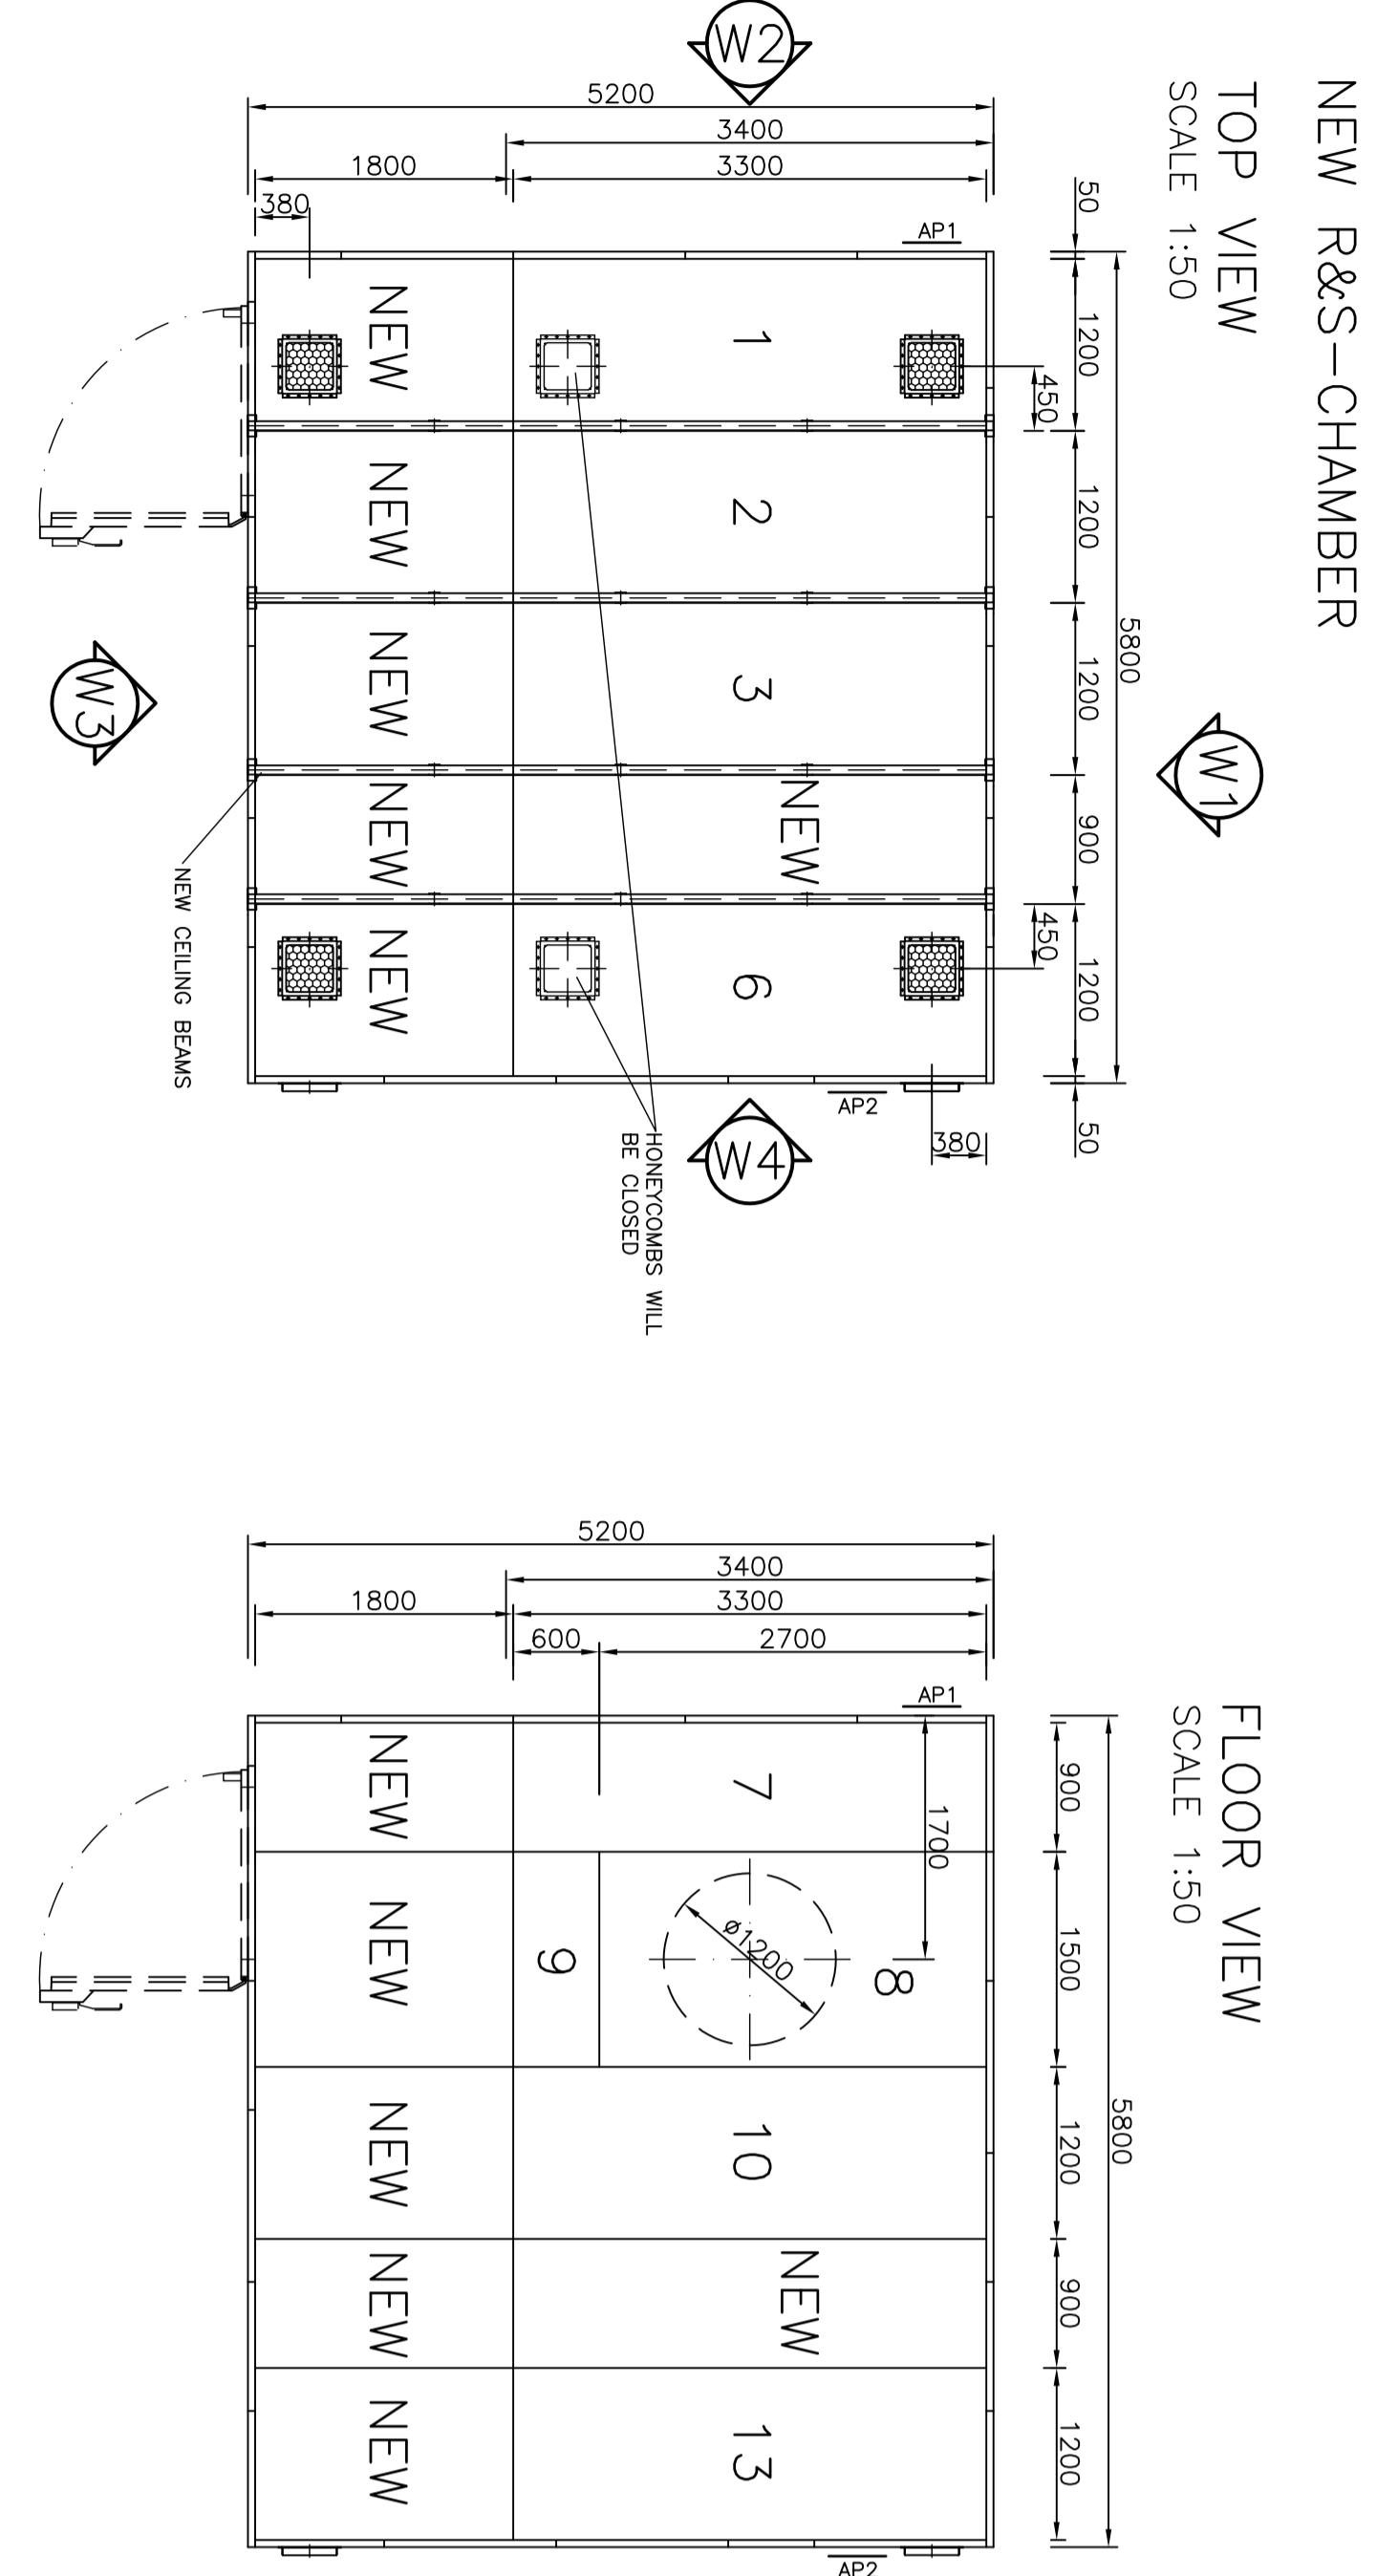 NEW R&S-CHAMBER
TOP VIEW
SCALE 1:50
W2
5200
3400
1800
3300
380
50
AP1
1200
450
1200
1200
5800
900
450
1200
50
W1
NEW
1
NEW
2
NEW
3
NEW
NEW
NEW
6
W3
NEW CEILING BEAMS
AP2
380
W4
HONEYCOMBS WILL
BE CLOSED
FLOOR VIEW
SCALE 1:50
5200
3400
1800
3300
600
2700
AP1
900
1700
1500
5800
1200
900
1200
NEW
7
NEW
9
ø1200
8
NEW
10
NEW
NEW
NEW
13
AP2